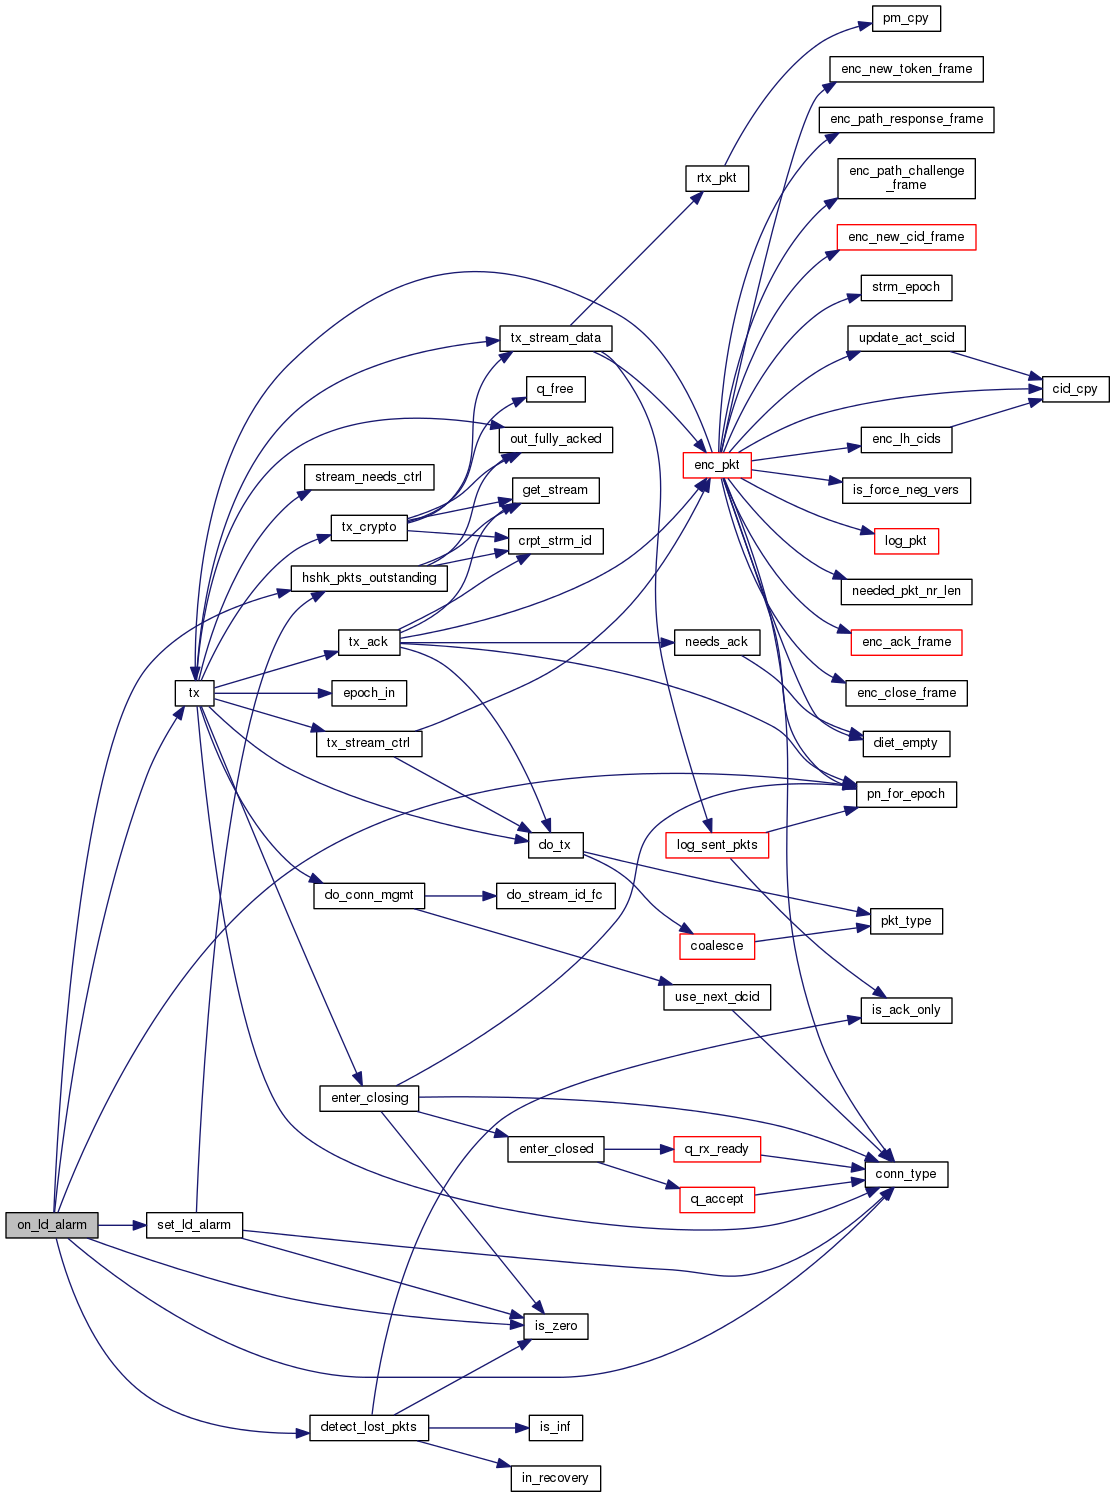 pm_cpy
enc_new_token_frame
enc_path_response_frame
enc_path_challenge
_frame
rtx_pkt
enc_new_cid_frame
strm_epoch
tx_stream_data
update_act_scid
q_free
cid_cpy
out_fully_acked
enc_lh_cids
stream_needs_ctrl
enc_pkt
get_stream
is_force_neg_vers
tx_crypto
crpt_strm_id
log_pkt
hshk_pkts_outstanding
needed_pkt_nr_len
tx_ack
needs_ack
enc_ack_frame
tx
epoch_in
enc_close_frame
tx_stream_ctrl
diet_empty
pn_for_epoch
do_tx
log_sent_pkts
do_conn_mgmt
do_stream_id_fc
pkt_type
coalesce
use_next_dcid
is_ack_only
enter_closing
enter_closed
q_rx_ready
conn_type
q_accept
on_ld_alarm
set_ld_alarm
is_zero
detect_lost_pkts
is_inf
in_recovery